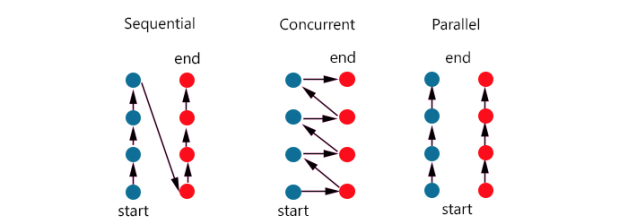 Sequential
Concurrent
Parallel
end
end
end
start
start
start